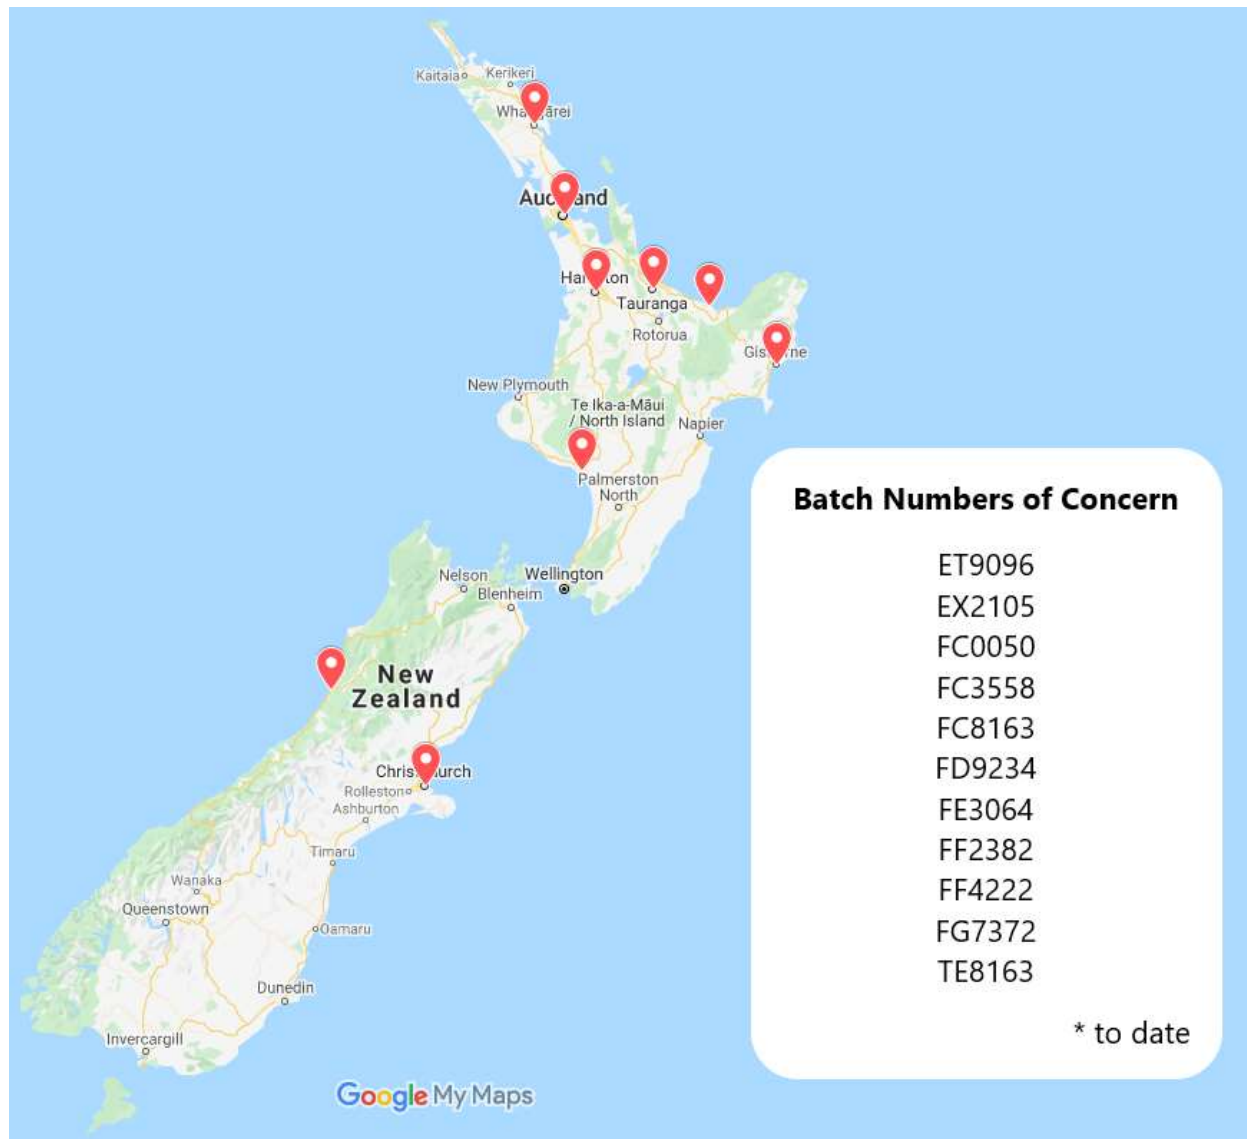 Kaitaia
Kerikeri
Auckland
Tauranga
Rotorua
New Plymouth
Te Ika-a-Māui
/ North Island
Napier
Palmerston
North
Batch Numbers of Concern
ET9096
EX2105
FC0050
FC3558
FC8163
FD9234
FE3064
FF2382
FF4222
FG7372
TE8163
* to date
Nelson
Wellington
Blenheim
New
Zealand
Rolleston
Ashburton
Timaru
Wanaka
Queenstown
Oamaru
Dunedin
Invercargill
Google My Maps